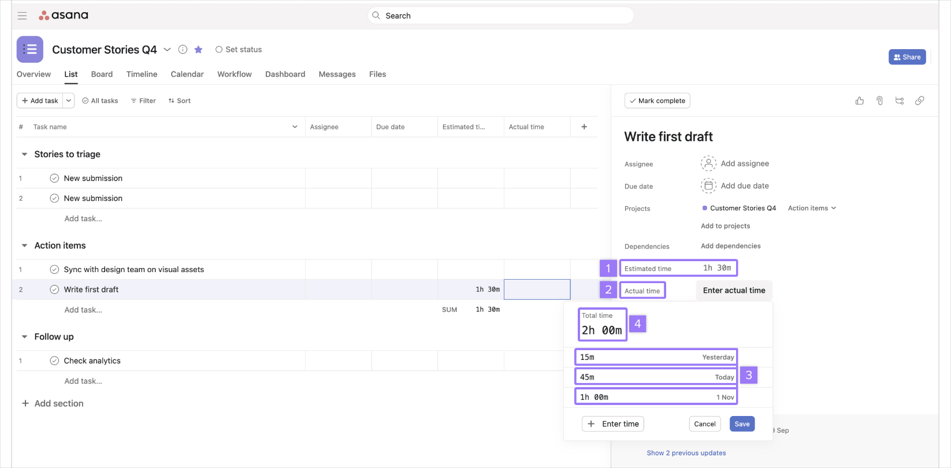 asana
Search
Customer Stories Q4
Set status
Share
Overview List Board Timeline Calendar Workflow Dashboard Messages Files
Add task All tasks Filter Sort
# Task name Assignee Due date Estimated ti... Actual time
Stories to triage
1 New submission
2 New submission
Add task...
Action items
1 Sync with design team on visual assets
2 Write first draft 1h 30m
Add task... SUM 1h 30m
Follow up
1 Check analytics
Add task...
Add section
Mark complete
Write first draft
Assignee Add assignee
Due date Add due date
Projects Customer Stories Q4 Action items
Add to projects
Dependencies Add dependencies
1 Estimated time 1h 30m
2 Actual time Enter actual time
Total time
2h 00m 4
15m Yesterday
45m Today 3
1h 00m 1 Nov
Enter time Cancel Save
Sep
Show 2 previous updates